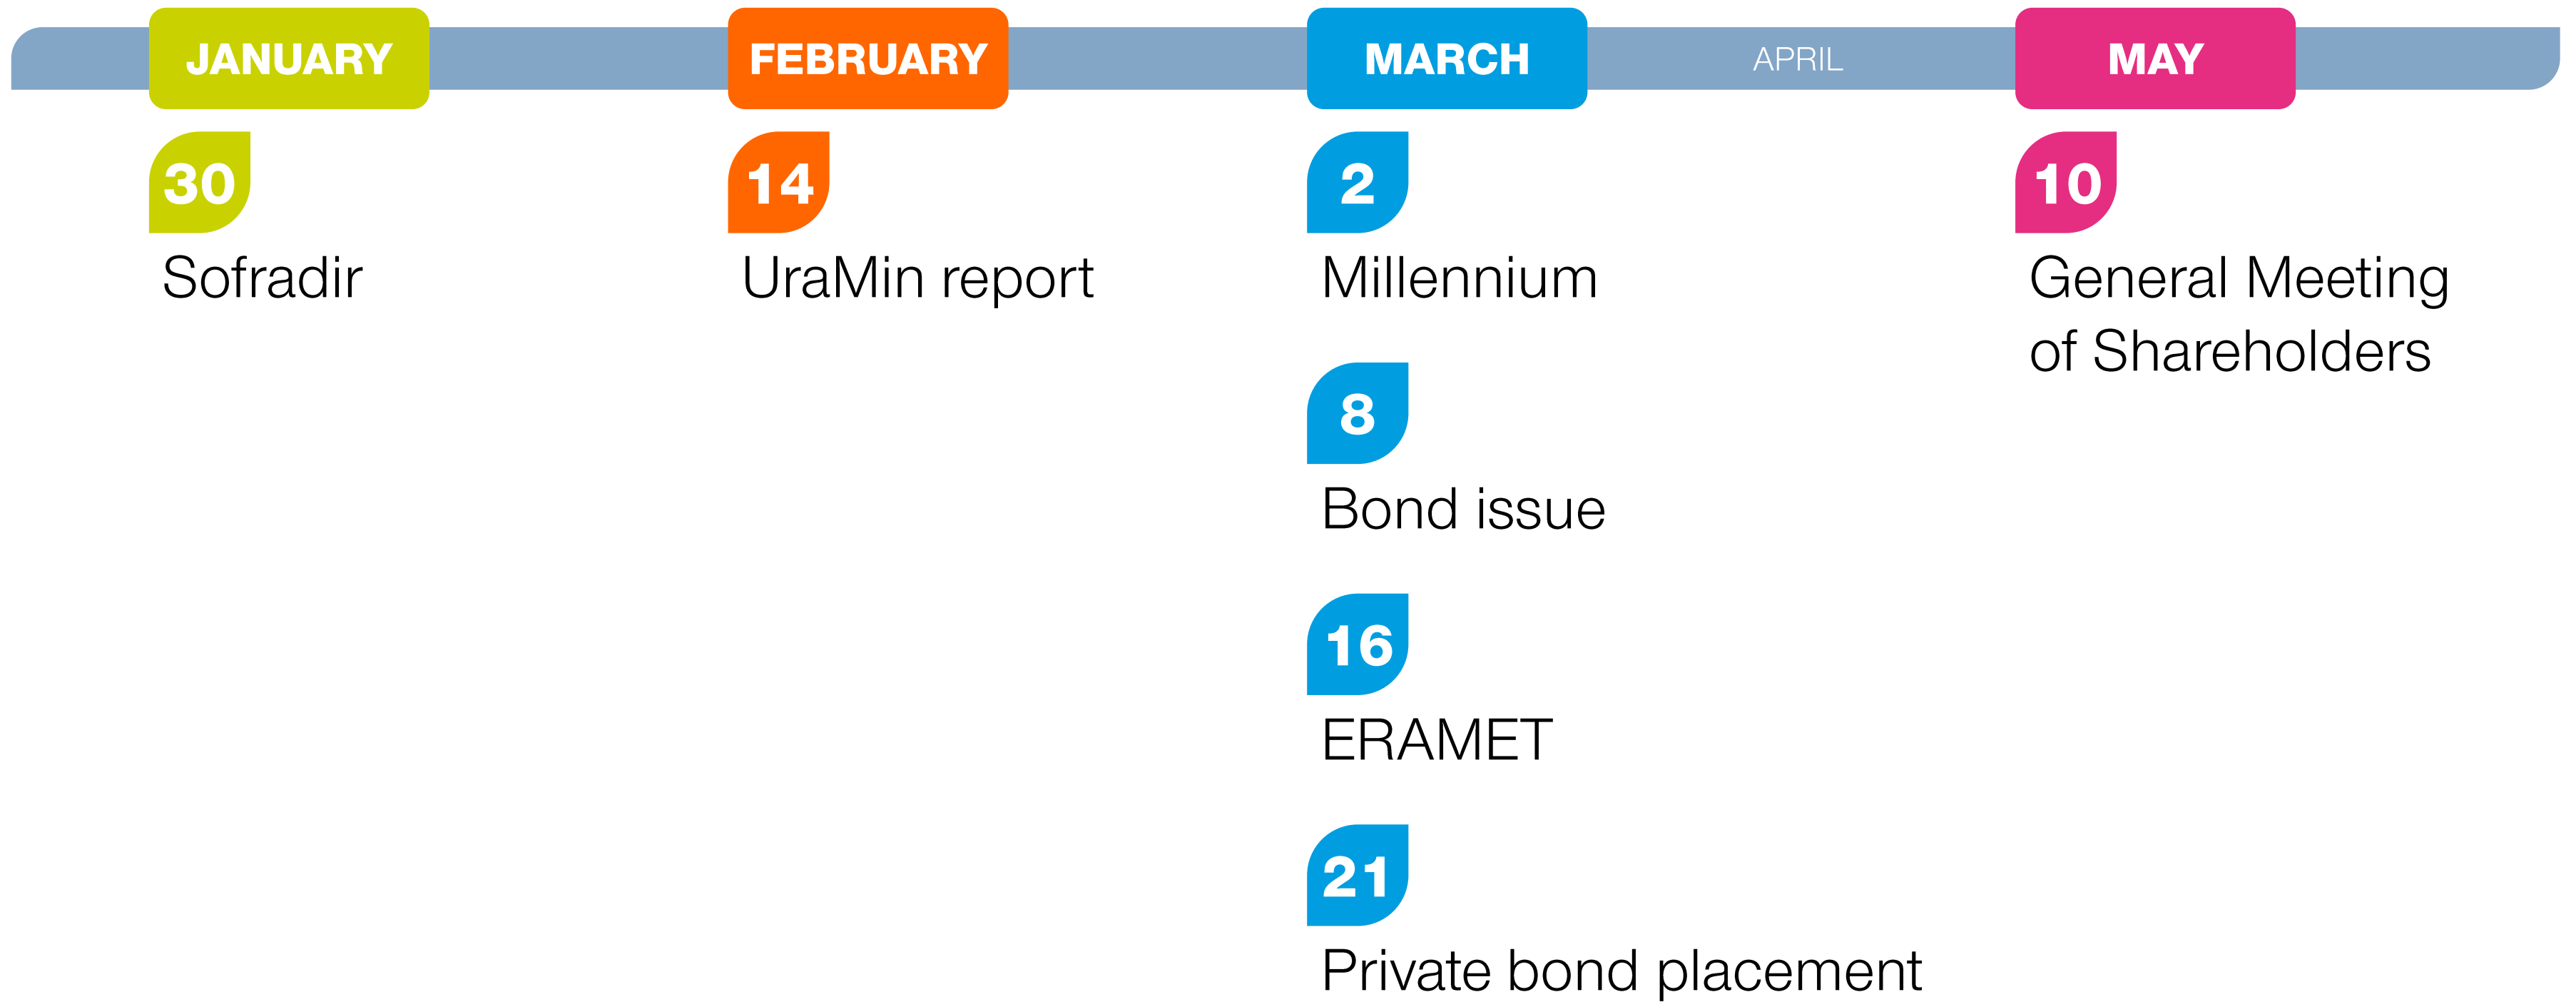 JANUARY
FEBRUARY
MARCH
APRIL
MAY
30
Sofradir
14
UraMin report
2
Millennium
8
Bond issue
16
ERAMET
21
Private bond placement
10
General Meeting
of Shareholders